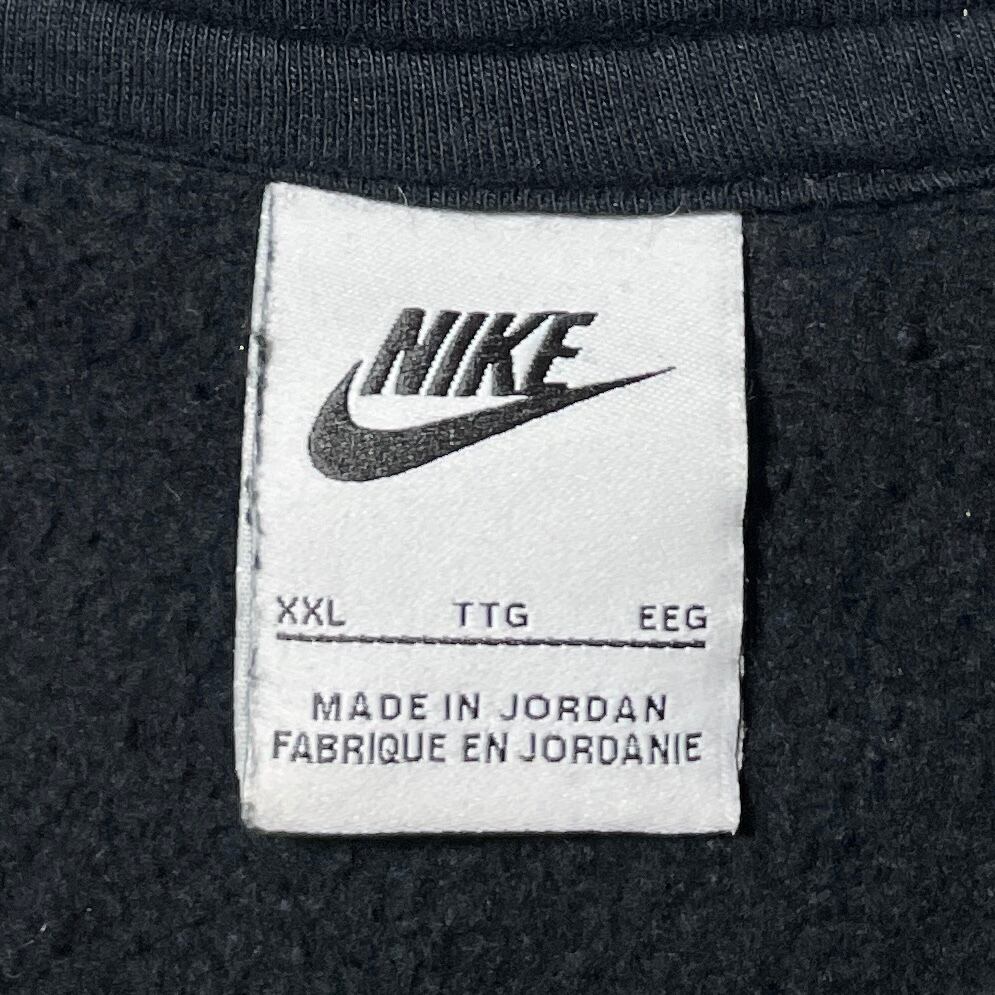 NIKE
XXL TTG EEG
MADE IN JORDAN
FABRIQUE EN JORDANIE